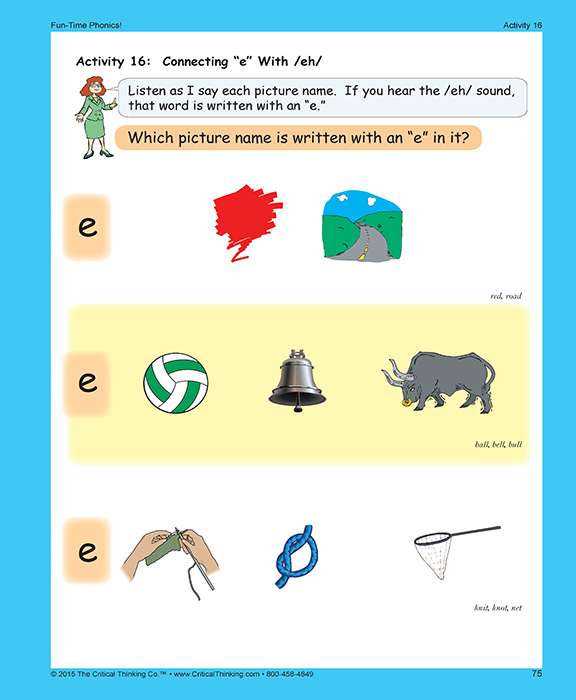 Fun-Time Phonics! Activity 16
Activity 16: Connecting “e” With /eh/
Listen as I say each picture name. If you hear the /eh/ sound,
that word is written with an “e.”
Which picture name is written with an “e” in it?
e
red, road
e
ball, bell, bull
e
knit, knot, net
© 2015 The Critical Thinking Co.™ • www.CriticalThinking.com • 800-458-4849 75